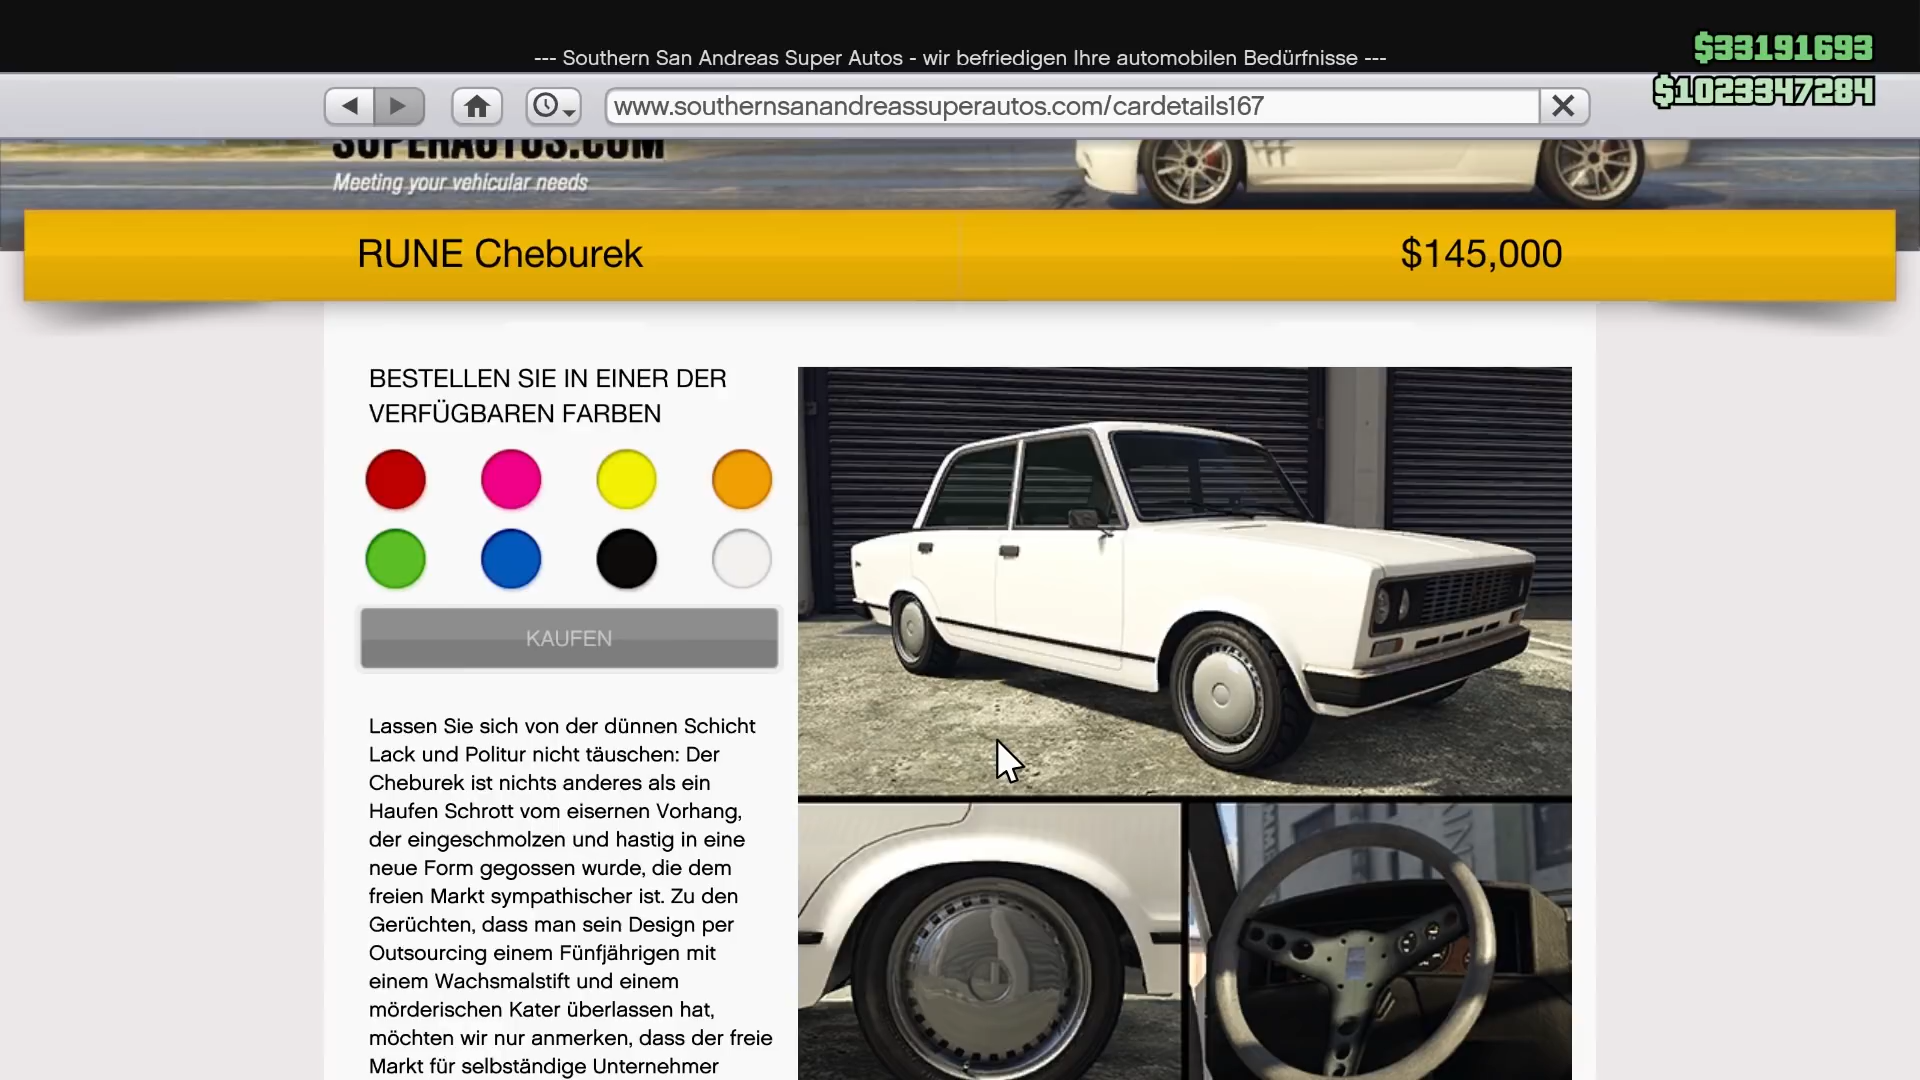 --- Southern San Andreas Super Autos - wir befriedigen Ihre automobilen Bedürfnisse ---
$33191693
$1023347284
www.southernsanandreassuperautos.com/cardetails167
SUPERAUTOS.COM
Meeting your vehicular needs
RUNE Cheburek
$145,000
BESTELLEN SIE IN EINER DER
VERFÜGBAREN FARBEN
KAUFEN
Lassen Sie sich von der dünnen Schicht
Lack und Politur nicht täuschen: Der
Cheburek ist nichts anderes als ein
Haufen Schrott vom eisernen Vorhang,
der eingeschmolzen und hastig in eine
neue Form gegossen wurde, die dem
freien Markt sympathischer ist. Zu den
Gerüchten, dass man sein Design per
Outsourcing einem Fünfjährigen mit
einem Wachsmalstift und einem
mörderischen Kater überlassen hat,
möchten wir nur anmerken, dass der freie
Markt für selbständige Unternehmer